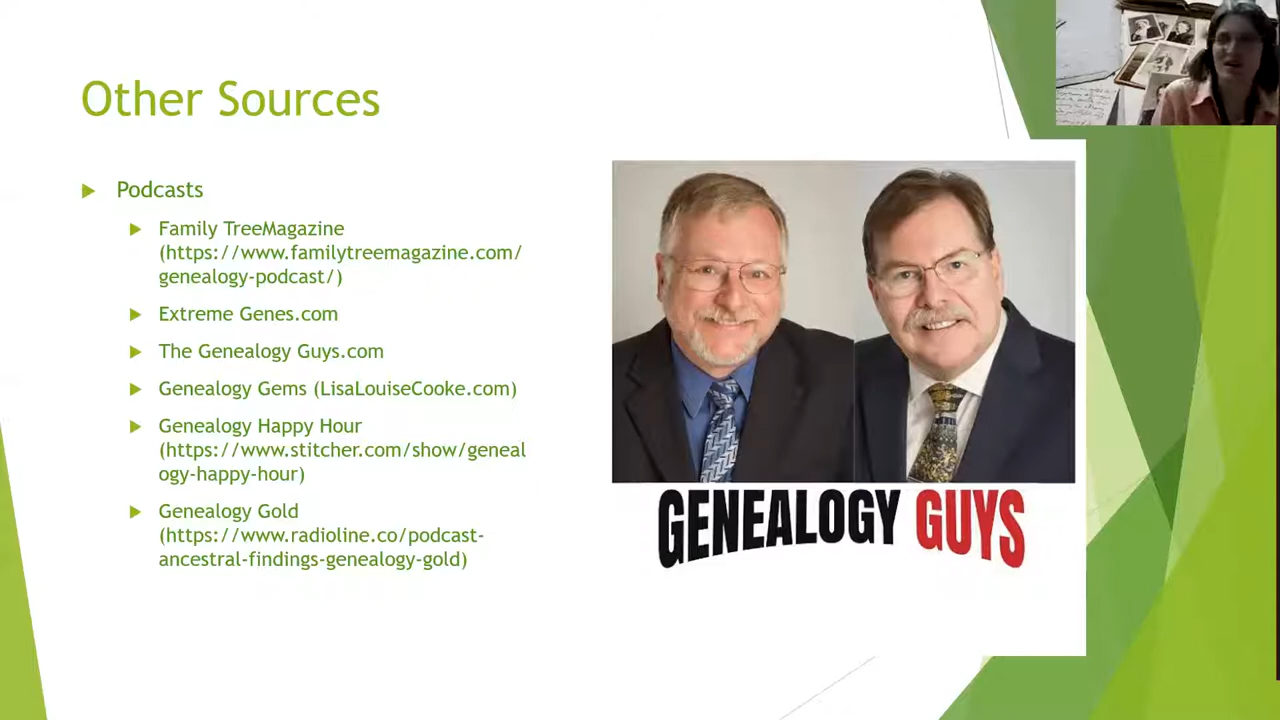 Other Sources
Podcasts
Family TreeMagazine
(https://www.familytreemagazine.com/
genealogy-podcast/)
Extreme Genes.com
The Genealogy Guys.com
Genealogy Gems (LisaLouiseCooke.com)
Genealogy Happy Hour
(https://www.stitcher.com/show/geneal
ogy-happy-hour)
Genealogy Gold
(https://www.radioline.co/podcast-
ancestral-findings-genealogy-gold)
GENEALOGY GUYS